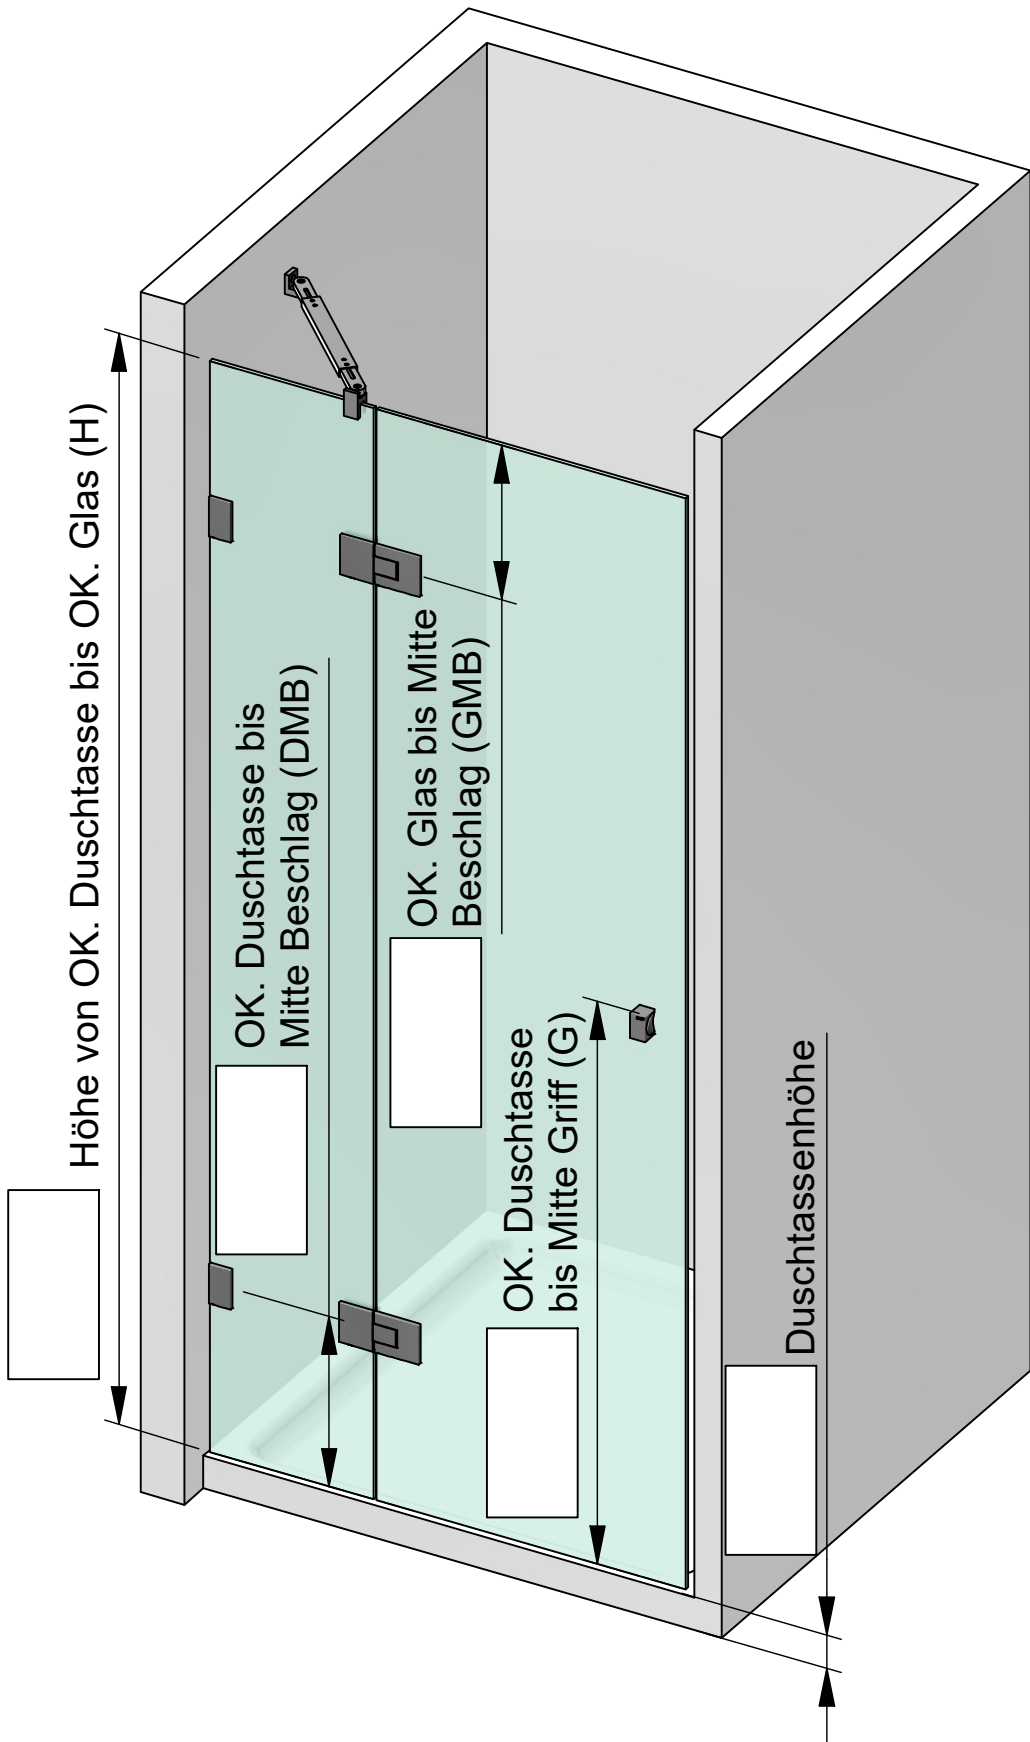 Höhe von OK. Duschtasse bis OK. Glas (H)
OK. Duschtasse bis
Mitte Beschlag (DMB)
OK. Glas bis Mitte
Beschlag (GMB)
OK. Duschtasse
bis Mitte Griff (G)
Duschtassenhöhe